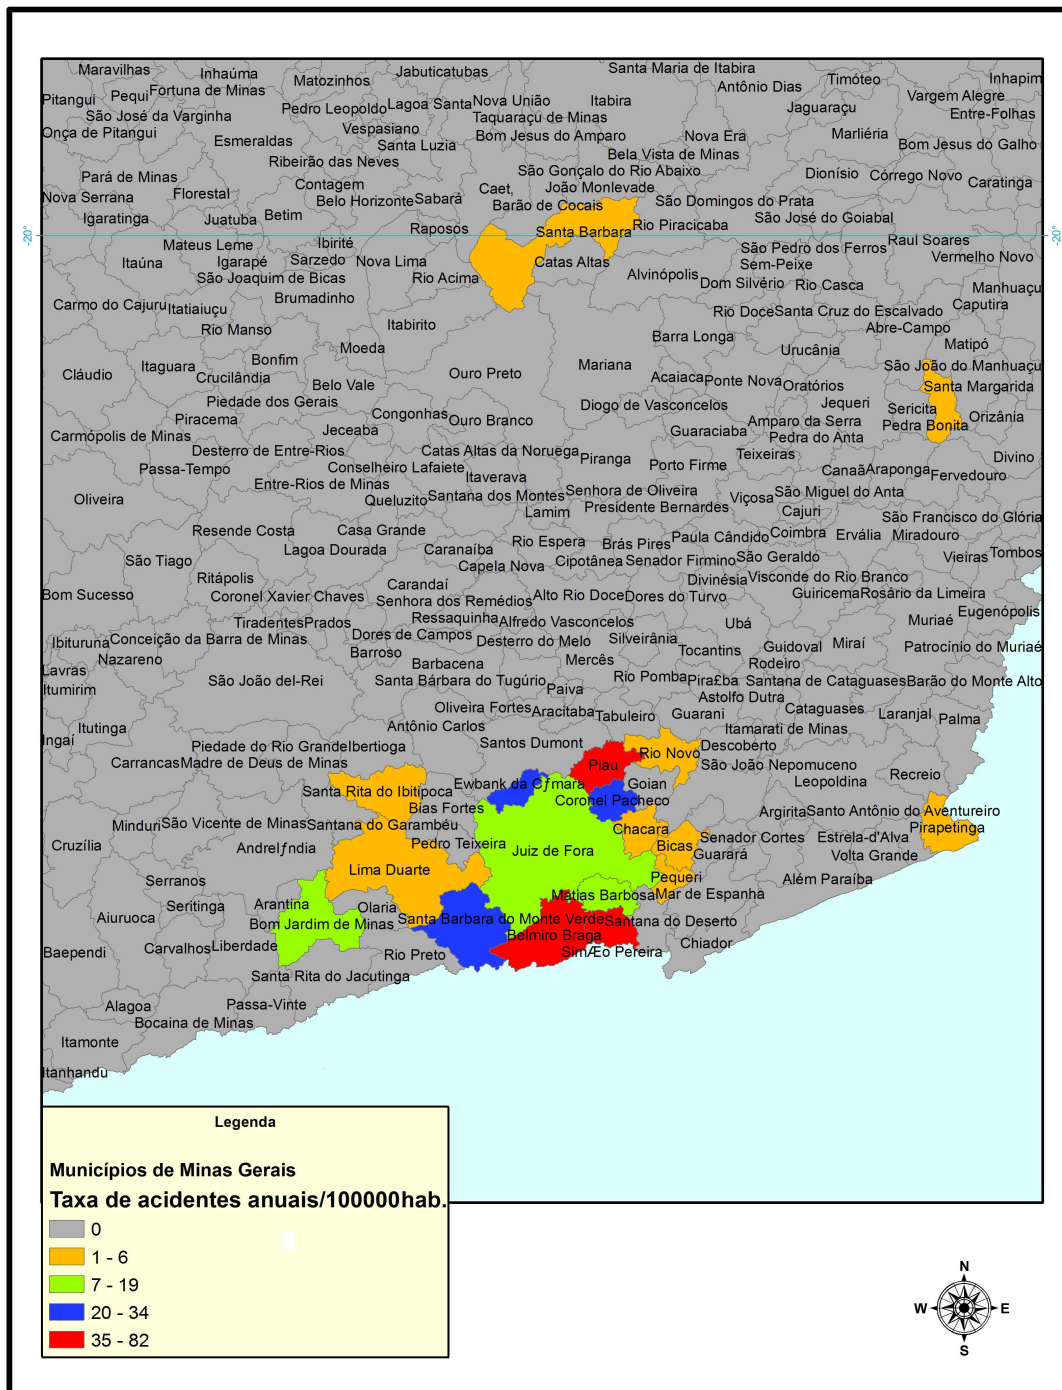 Maravilhas
Inhaúma
Matozinhos
Jabuticatubas
Santa Maria de Itabira
Antônio Dias
Timóteo
Inhapim
Pitangui
Pequi
Fortuna de Minas
Pedro Leopoldo
Lagoa Santa
Nova União
Itabira
Jaguaraçu
Vargem Alegre
Entre-Folhas
São José da Varginha
Taquaraçu de Minas
Onça de Pitangui
Esmeraldas
Vespasiano
Santa Luzia
Bom Jesus do Amparo
Nova Era
Marliéria
Bom Jesus do Galho
Ribeirão das Neves
Bela Vista de Minas
São Gonçalo do Rio Abaixo
Dionísio
Córrego Novo
Caratinga
Pará de Minas
Nova Serrana
Florestal
Contagem
Belo Horizonte
Sabará
Caet,
João Monlevade
Barão de Cocais
São Domingos do Prata
Igaratinga
Juatuba
Betim
Raposos
Santa Barbara
Rio Piracicaba
São José do Goiabal
Raul Soares
-20°
-20°
Mateus Leme
Ibirité
São Pedro dos Ferros
Vermelho Novo
Itaúna
Igarapé
Sarzedo
Nova Lima
Catas Altas
Sem-Peixe
São Joaquim de Bicas
Rio Acima
Alvinópolis
Dom Silvério
Rio Casca
Manhuaçu
Carmo do Cajuru
Itatiaiuçu
Brumadinho
Caputira
Rio Manso
Itabirito
Rio Doce
Santa Cruz do Escalvado
Abre-Campo
Moeda
Barra Longa
Urucânia
Matipó
Cláudio
Itaguara
Bonfim
Crucilândia
Belo Vale
Ouro Preto
Mariana
Acaiaca
Ponte Nova
Oratórios
São João do Manhuaçu
Santa Margarida
Piedade dos Gerais
Piracema
Congonhas
Ouro Branco
Diogo de Vasconcelos
Jequeri
Sericita
Orizânia
Carmópolis de Minas
Jeceaba
Guaraciaba
Amparo da Serra
Pedra do Anta
Pedra Bonita
Desterro de Entre-Rios
Catas Altas da Noruega
Teixeiras
Divino
Passa-Tempo
Conselheiro Lafaiete
Piranga
Porto Firme
Canaã
Araponga
Fervedouro
Entre-Rios de Minas
Itaverava
Oliveira
Queluzito
Santana dos Montes
Senhora de Oliveira
Viçosa
São Miguel do Anta
Lamim
Presidente Bernardes
Cajuri
São Francisco do Glória
Resende Costa
Casa Grande
Rio Espera
Brás Pires
Paula Cândido
Coimbra
Ervália
Miradouro
São Tiago
Lagoa Dourada
Caranaíba
Capela Nova
Cipotânea
Senador Firmino
São Geraldo
Vieiras
Tombos
Bom Sucesso
Ritápolis
Coronel Xavier Chaves
Carandaí
Senhora dos Remédios
Alto Rio Doce
Dores do Turvo
Divinésia
Visconde do Rio Branco
Guiricema
Rosário da Limeira
Tiradentes
Prados
Ressaquinha
Alfredo Vasconcelos
Ubá
Muriaé
Eugenópolis
Ibituruna
Conceição da Barra de Minas
Dores de Campos
Desterro do Melo
Silveirânia
Guidoval
Miraí
Patrocínio do Muriaé
Lavras
Nazareno
Barroso
Barbacena
Mercês
Tocantins
Rodeiro
Itumirim
São João del-Rei
Santa Bárbara do Tugúrio
Paiva
Rio Pomba
Pira£ba
Santana de Cataguases
Barão do Monte Alto
Astolfo Dutra
Ingaí
Itutinga
Antônio Carlos
Oliveira Fortes
Aracitaba
Tabuleiro
Guarani
Cataguases
Laranjal
Palma
Itamarati de Minas
Carrancas
Piedade do Rio Grande
Ibertioga
Madre de Deus de Minas
Santos Dumont
Rio Novo
Descoberto
Piau
São João Nepomuceno
Leopoldina
Recreio
Santa Rita do Ibitipoca
Ewbank da Cƒmara
Goian
Bias Fortes
Coronel Pacheco
Argirita
Santo Antônio do Aventureiro
Minduri
São Vicente de Minas
Santana do Garambéu
Chacara
Pirapetinga
Cruzília
Andrelƒndia
Pedro Teixeira
Juiz de Fora
Bicas
Senador Cortes
Estrela-d'Alva
Guarará
Volta Grande
Serranos
Lima Duarte
Pequeri
Além Paraíba
Seritinga
Arantina
Olaria
Matias Barbosa
Mar de Espanha
Aiuruoca
Bom Jardim de Minas
Santa Barbara do Monte Verde
Santana do Deserto
Baependi
Carvalhos
Liberdade
Rio Preto
Belmiro Braga
SimÆo Pereira
Chiador
Santa Rita do Jacutinga
Alagoa
Passa-Vinte
Bocaina de Minas
Itamonte
Itanhandu
Legenda
Municípios de Minas Gerais
Taxa de acidentes anuais/100000hab.
0
1 - 6
7 - 19
20 - 34
35 - 82
N
W
E
S